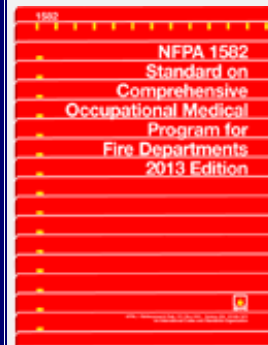 1582
NFPA 1582
Standard on
Comprehensive
Occupational Medical
Program for
Fire Departments
2013 Edition